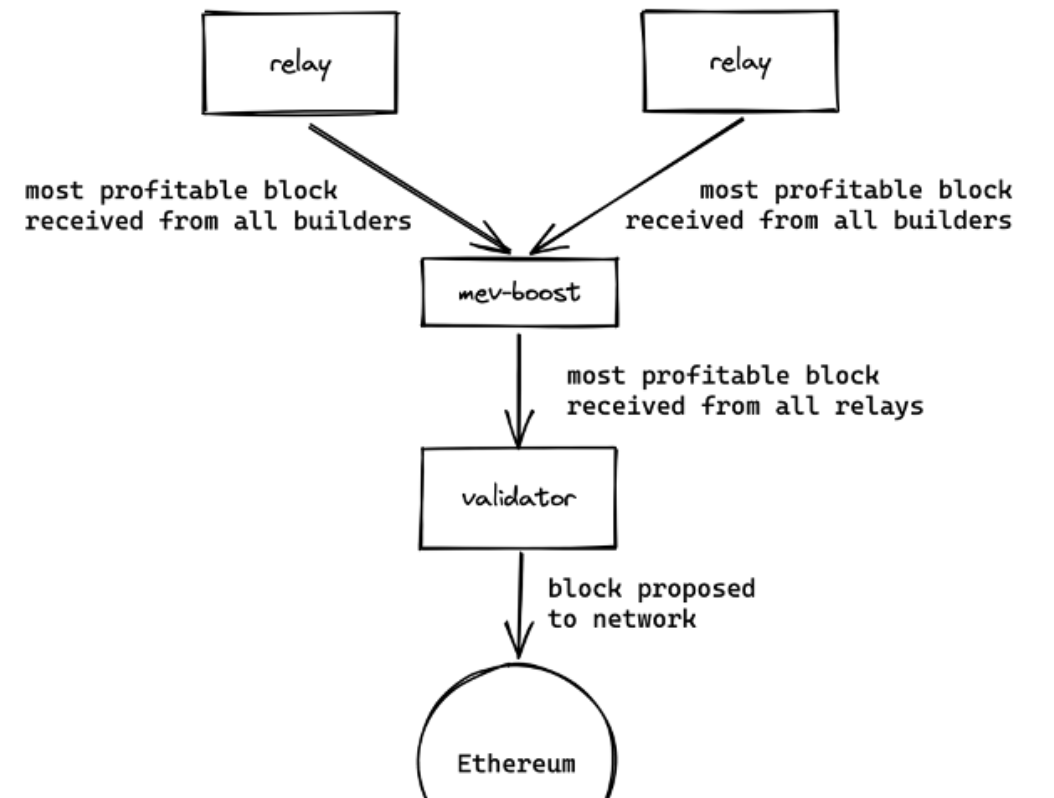 relay
relay
most profitable block
received from all builders
most profitable block
received from all builders
mev-boost
most profitable block
received from all relays
validator
block proposed
to network
Ethereum